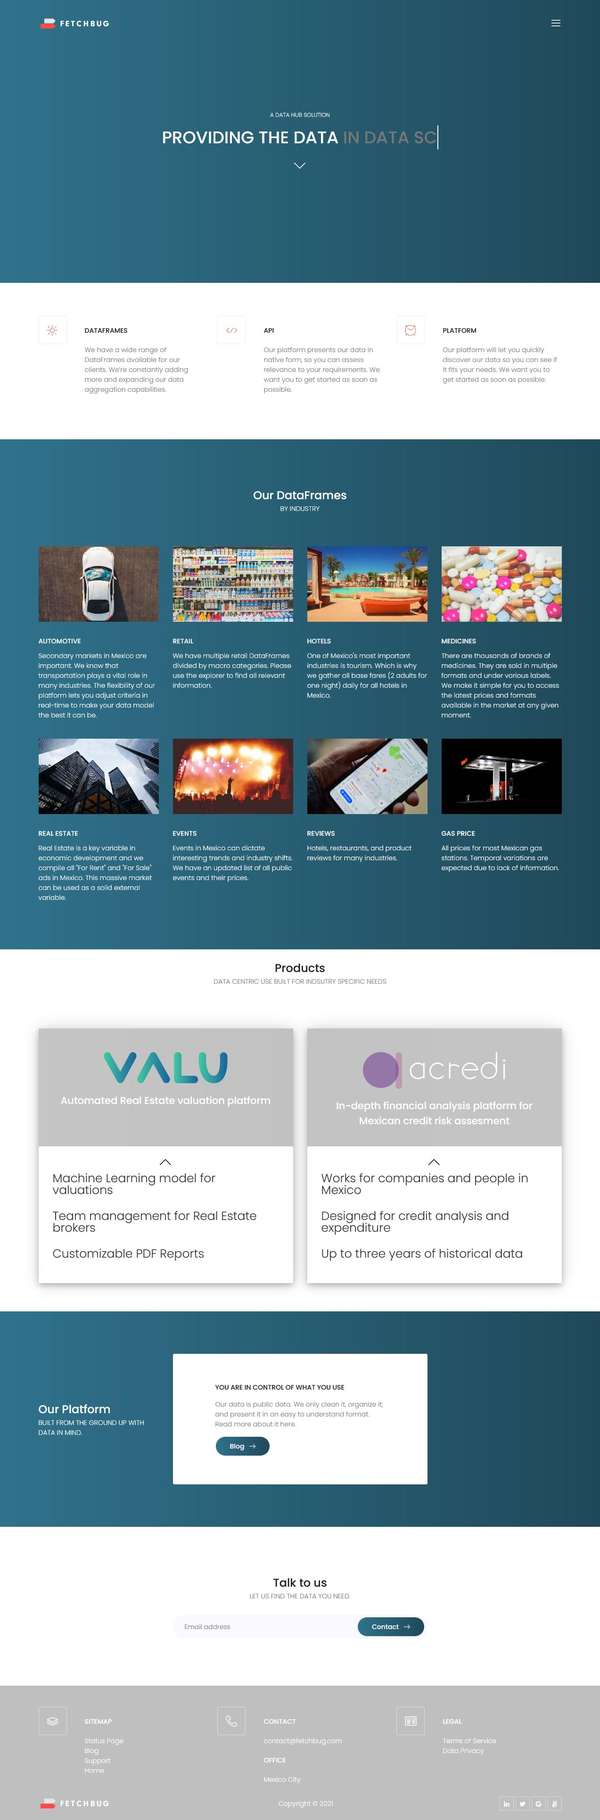 FETCHBUG
A DATA HUB SOLUTION
PROVIDING THE DATA IN DATA SC
DATAFRAMES
We have a wide range of
DataFrames available for our
clients. We're constantly adding
more and expanding our data
aggregation capabilities.
API
Our platform presents our data in
native form, so you can assess
relevance to your requirements. We
want you to get started as soon as
possible.
PLATFORM
Our platform will let you quickly
discover our data so you can see if
it fits your needs. We want you to
get started as soon as possible.
Our DataFrames
BY INDUSTRY
AUTOMOTIVE
Secondary markets in Mexico are
important. We know that
transportation plays a vital role in
many industries. The flexibility of our
platform lets you adjust criteria in
real-time to make your data model
the best it can be.
RETAIL
We have multiple retail DataFrames
divided by macro categories. Please
use the explorer to find all relevant
information.
HOTELS
One of Mexico's most important
industries is tourism. Which is why
we gather all base fares (2 adults for
one night) daily for all hotels in
Mexico.
MEDICINES
There are thousands of brands of
medicines. They are sold in multiple
formats and under various labels.
We make it simple for you to access
the latest prices and formats
available in the market at any given
moment.
REAL ESTATE
Real Estate is a key variable in
economic development and we
compile all "For Rent" and "For Sale"
ads in Mexico. This massive market
can be used as a solid external
variable.
EVENTS
Events in Mexico can dictate
interesting trends and industry shifts.
We have an updated list of all public
events and their prices.
REVIEWS
Hotels, restaurants, and product
reviews for many industries.
GAS PRICE
All prices for most Mexican gas
stations. Temporal variations are
expected due to lack of information.
Products
DATA CENTRIC USE BUILT FOR INDSUTRY SPECIFIC NEEDS
VALU
Automated Real Estate valuation platform
Machine Learning model for
valuations
Team management for Real Estate
brokers
Customizable PDF Reports
acredi
In-depth financial analysis platform for
Mexican credit risk assesment
Works for companies and people in
Mexico
Designed for credit analysis and
expenditure
Up to three years of historical data
Our Platform
BUILT FROM THE GROUND UP WITH
DATA IN MIND.
YOU ARE IN CONTROL OF WHAT YOU USE
Our data is public data. We only clean it, organize it,
and present it in an easy to understand format.
Read more about it here.
Blog
Talk to us
LET US FIND THE DATA YOU NEED
Email address
Contact
SITEMAP
Status Page
Blog
Support
Home
CONTACT
contact@fetchbug.com
OFFICE
Mexico City
LEGAL
Terms of Service
Data Privacy
FETCHBUG
Copyright © 2021